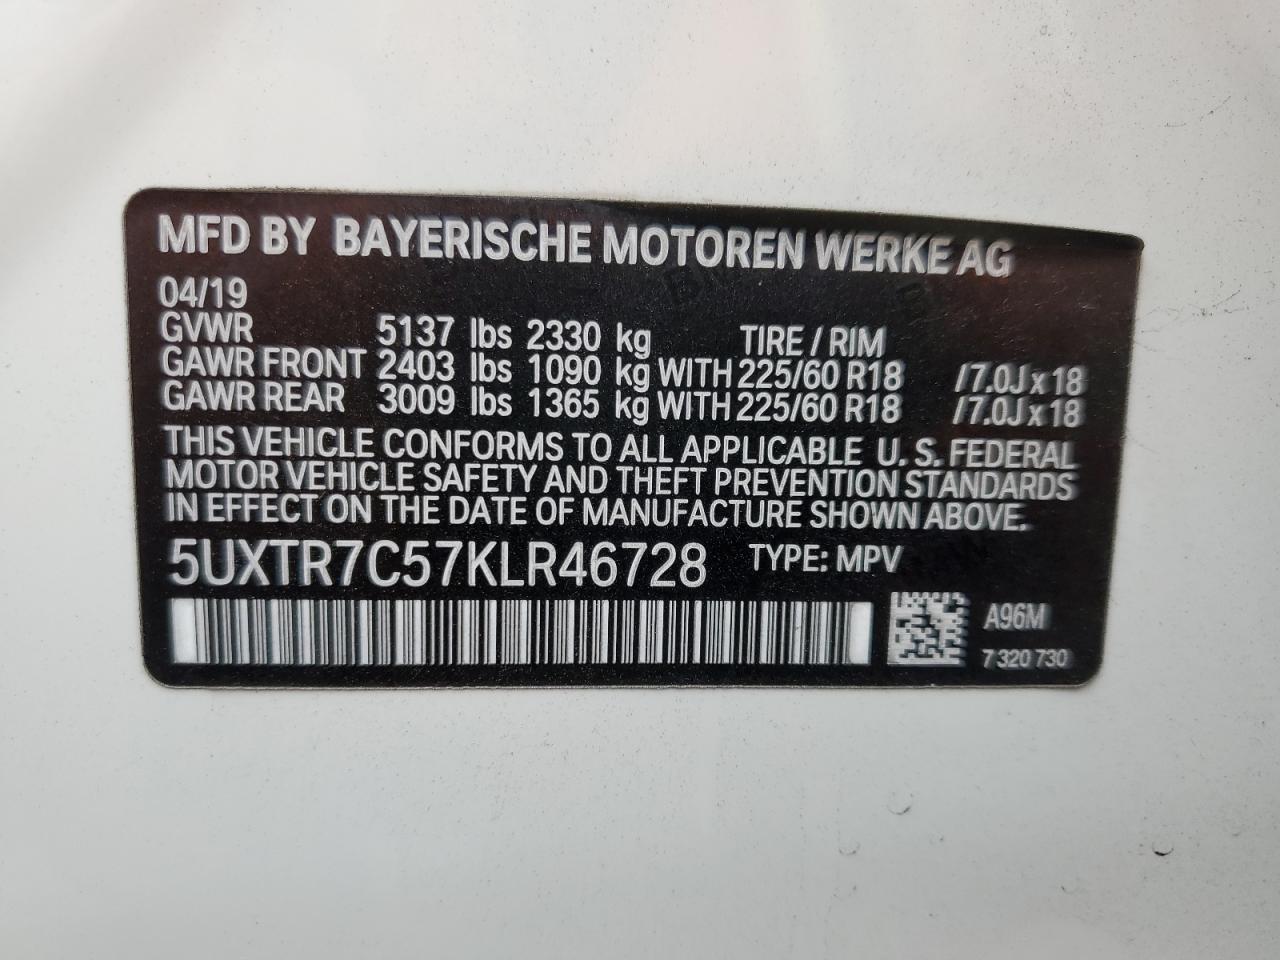 MFD BY BAYERISCHE MOTOREN WERKE AG
04/19
GVWR 5137 lbs 2330 kg TIRE / RIM
GAWR FRONT 2403 lbs 1090 kg WITH 225/60 R18 /7.0J x 18
GAWR REAR 3009 lbs 1365 kg WITH 225/60 R18 /7.0J x 18
THIS VEHICLE CONFORMS TO ALL APPLICABLE U. S. FEDERAL
MOTOR VEHICLE SAFETY AND THEFT PREVENTION STANDARDS
IN EFFECT ON THE DATE OF MANUFACTURE SHOWN ABOVE.
5UXTR7C57KLR46728 TYPE: MPV
A96M
7 320 730